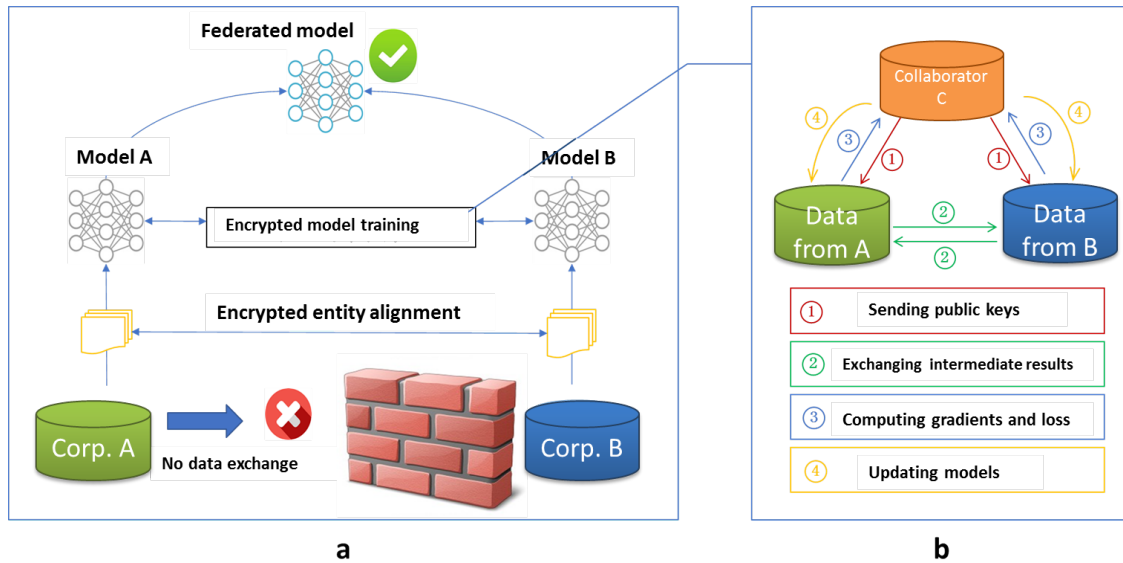 Federated model
Model A
Model B
Encrypted model training
Encrypted entity alignment
Corp. A
No data exchange
Corp. B
a
Collaborator
C
4
3
1
1
3
4
Data
from A
2
2
Data
from B
1 Sending public keys
2 Exchanging intermediate results
3 Computing gradients and loss
4 Updating models
b